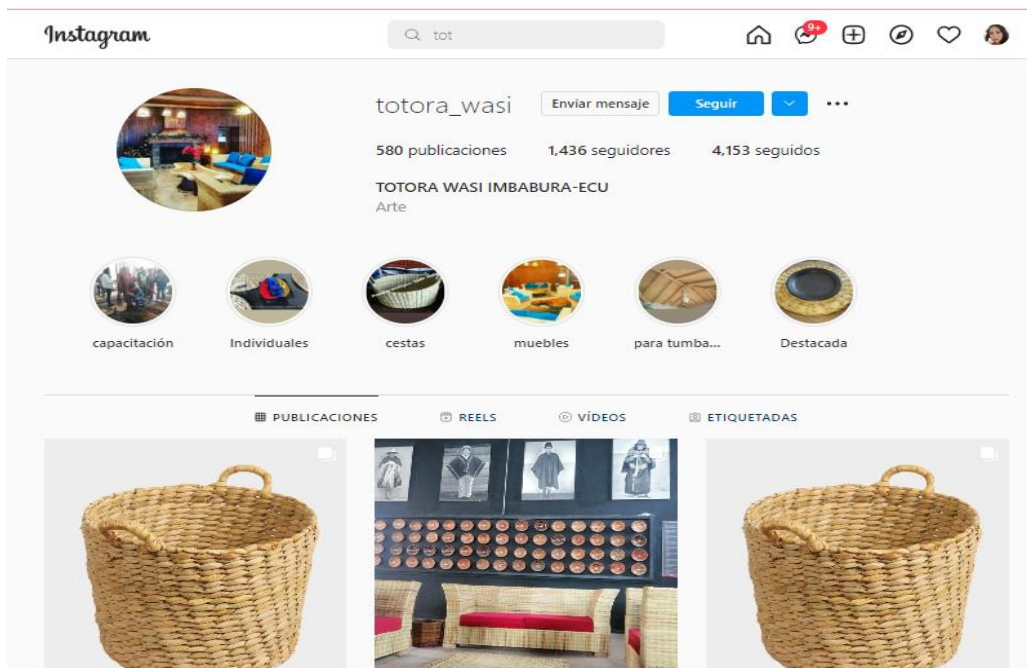 Instagram
tot
9+
totora_wasi Enviar mensaje Seguir
580 publicaciones 1,436 seguidores 4,153 seguidos
TOTORA WASI IMBABURA-ECU
Arte
capacitación Individuales cestas muebles para tumba... Destacada
PUBLICACIONES REELS VÍDEOS ETIQUETADAS